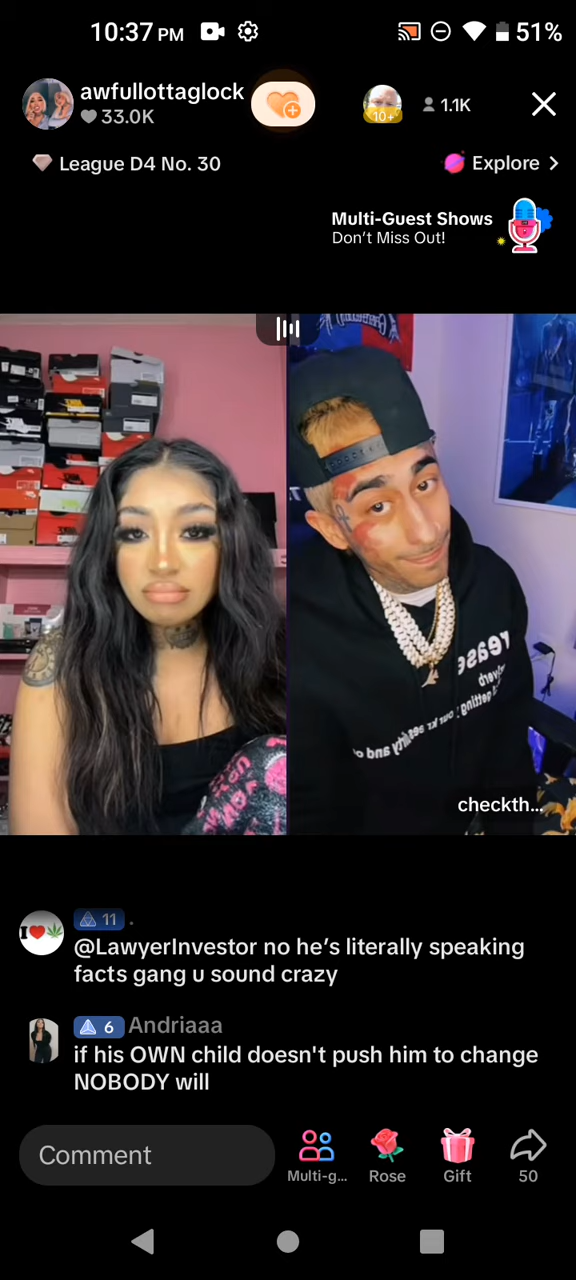 10:37 PM
51%
awfullottaglock
33.0K
10+
1.1K
League D4 No. 30
Explore >
Multi-Guest Shows
Don't Miss Out!
checkth...
11 .
@LawyerInvestor no he's literally speaking
facts gang u sound crazy
6 Andriaaa
if his OWN child doesn't push him to change
NOBODY will
Comment
Multi-g...
Rose
Gift
50